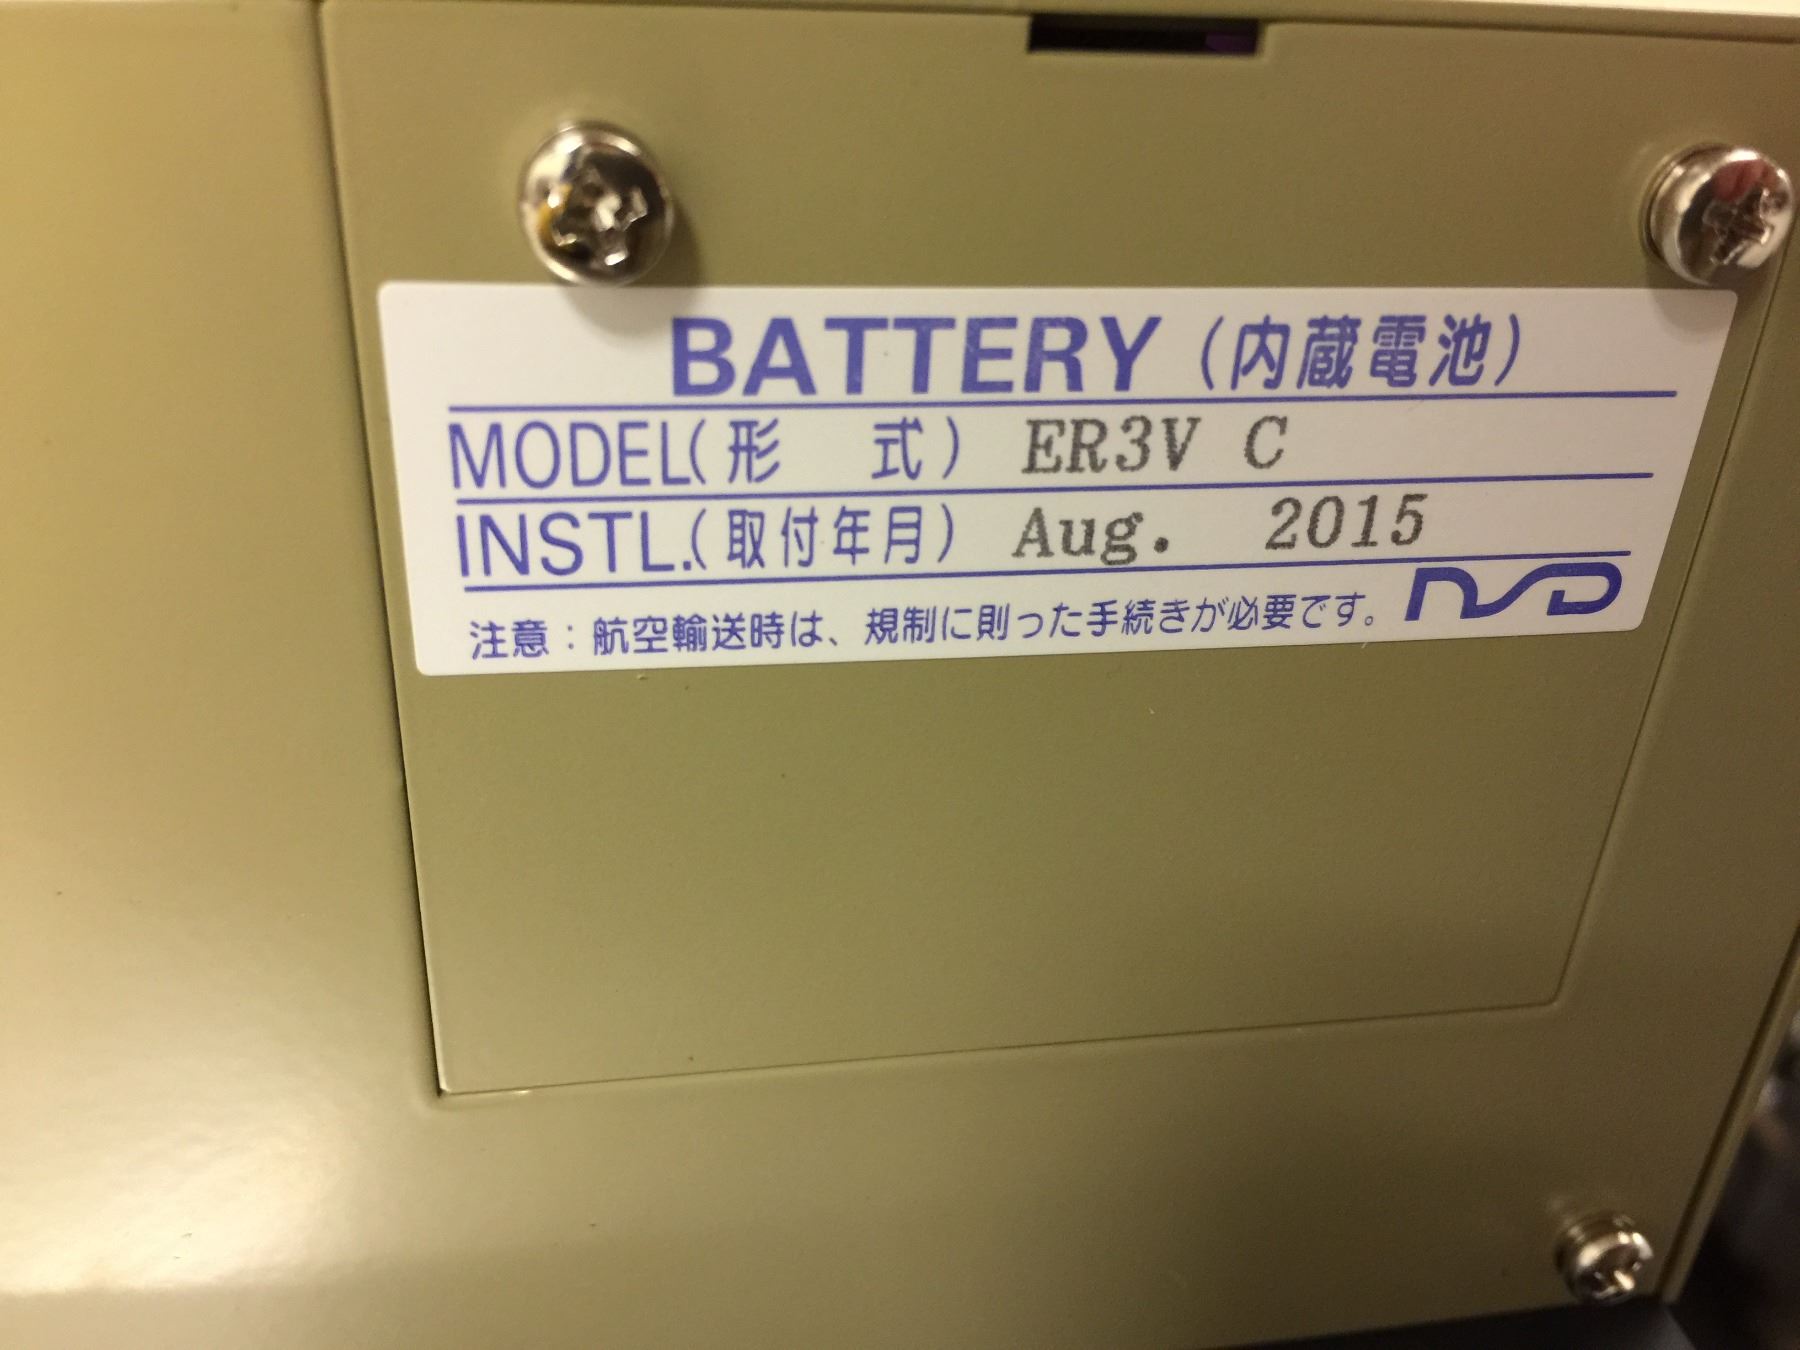 BATTERY (内蔵電池)
MODEL(形 式) ER3V C
INSTL.(取付年月) Aug. 2015
注意:航空輸送時は、規制に則った手続きが必要です。 NSD